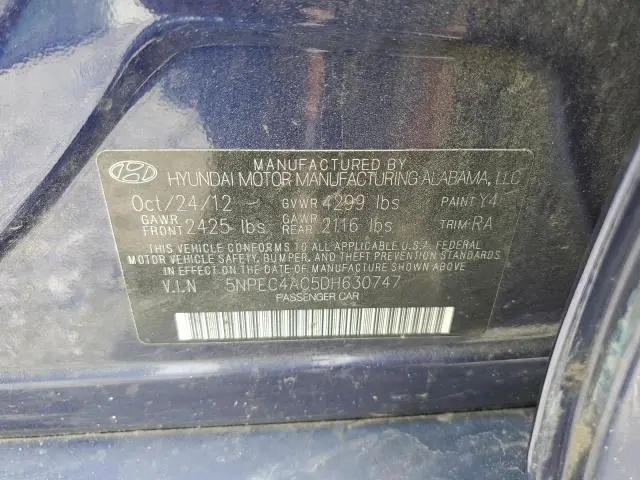 MANUFACTURED BY
HYUNDAI MOTOR MANUFACTURING ALABAMA, LLC
Oct/24/12 GVWR 4299 lbs PAINT Y4
GAWR FRONT 2425 lbs GAWR REAR 2116 lbs TRIM RA
THIS VEHICLE CONFORMS TO ALL APPLICABLE U.S.A. FEDERAL
MOTOR VEHICLE SAFETY, BUMPER, AND THEFT PREVENTION
STANDARDS IN EFFECT ON THE DATE OF MANUFACTURE SHOWN ABOVE
V.I.N 5NPEC4AC5DH630747
PASSENGER CAR